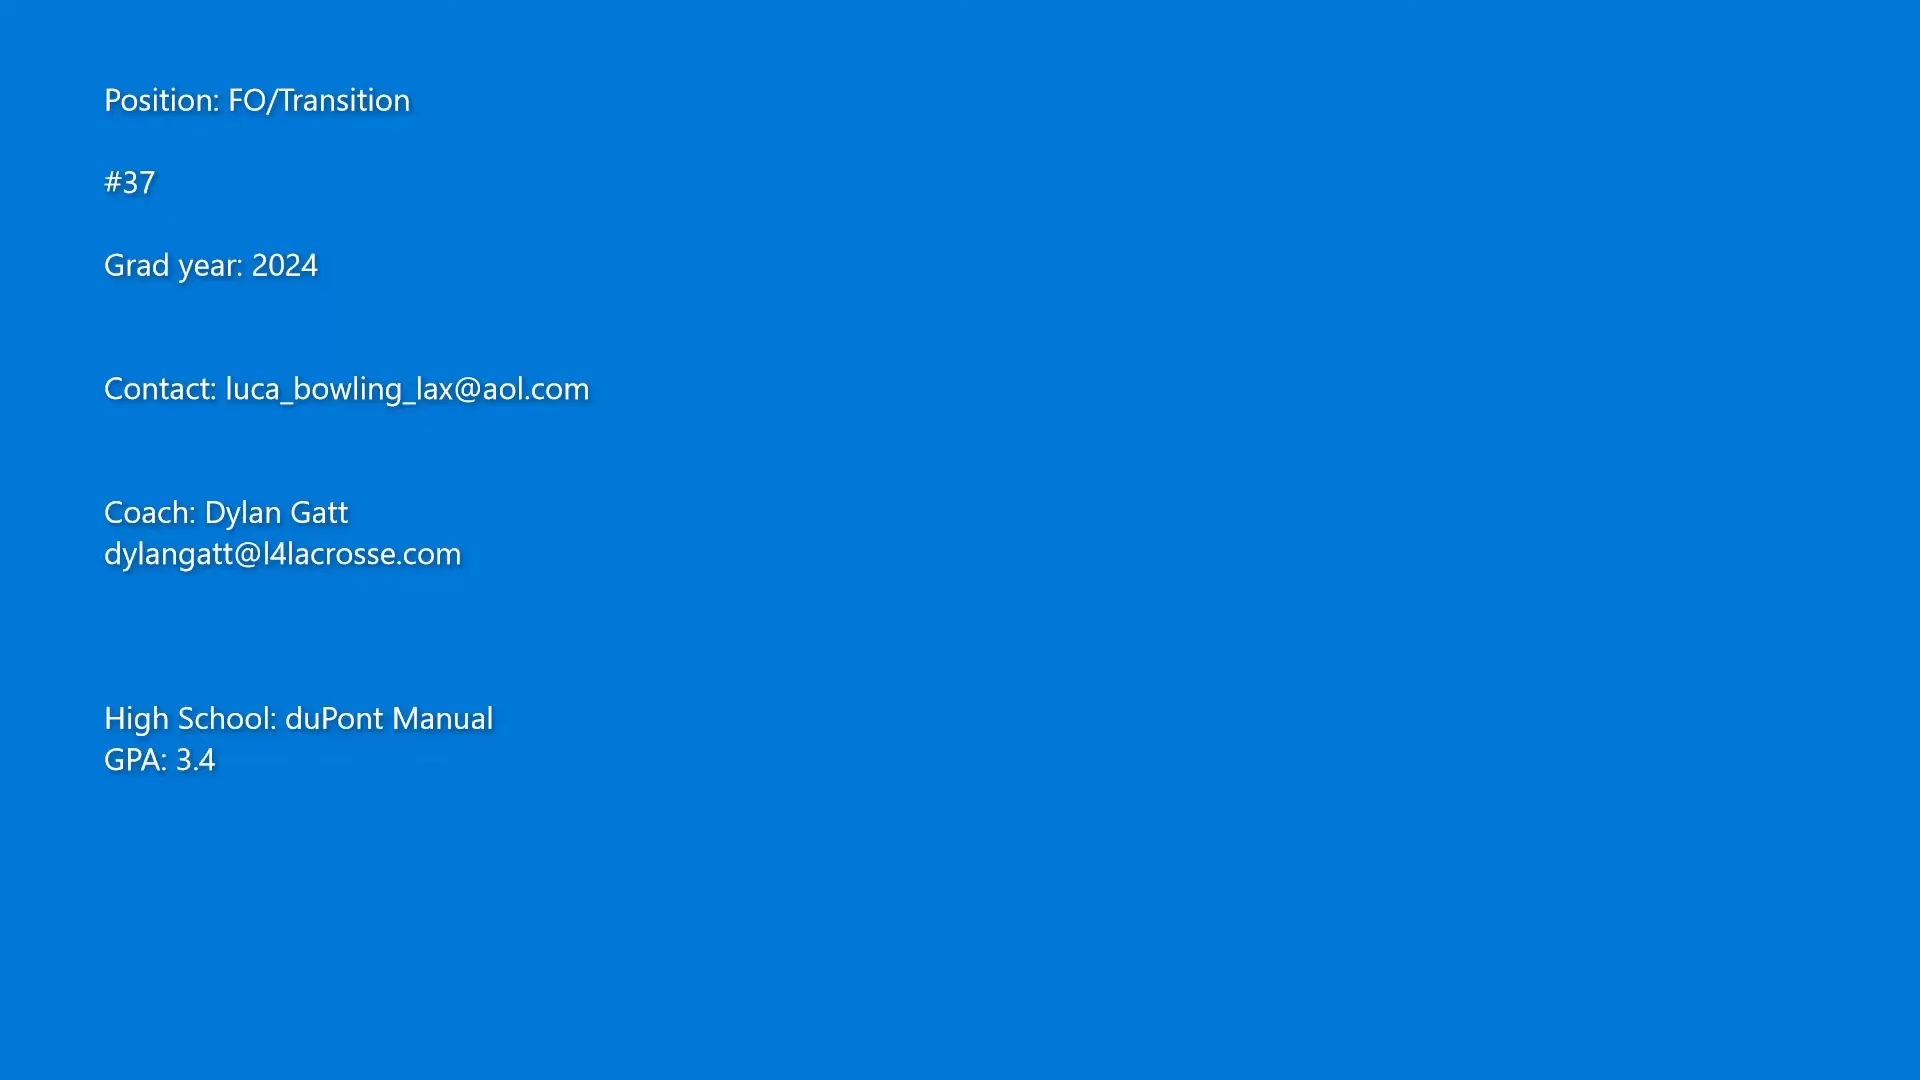 Position: FO/Transition
#37
Grad year: 2024
Contact: luca_bowling_lax@aol.com
Coach: Dylan Gatt
dylangatt@l4lacrosse.com
High School: duPont Manual
GPA: 3.4